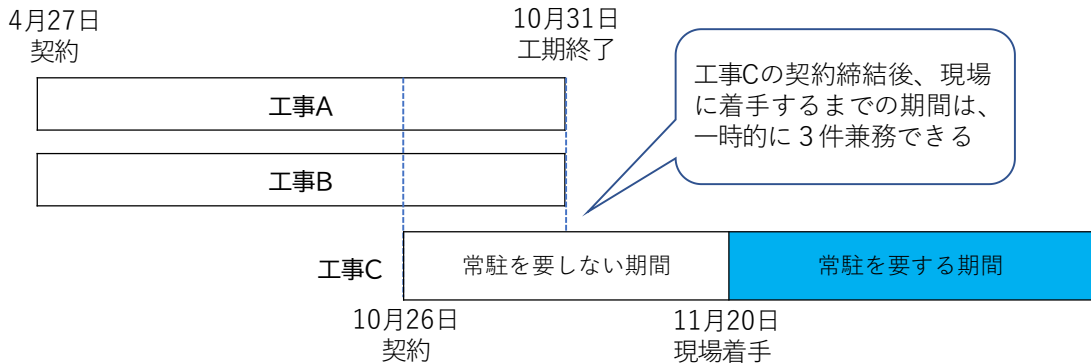 4月27日
契約
10月31日
工期終了
工事Cの契約締結後、現場
に着手するまでの期間は、
一時的に３件兼務できる
工事A
工事B
工事C
常駐を要しない期間
常駐を要する期間
10月26日
契約
11月20日
現場着手